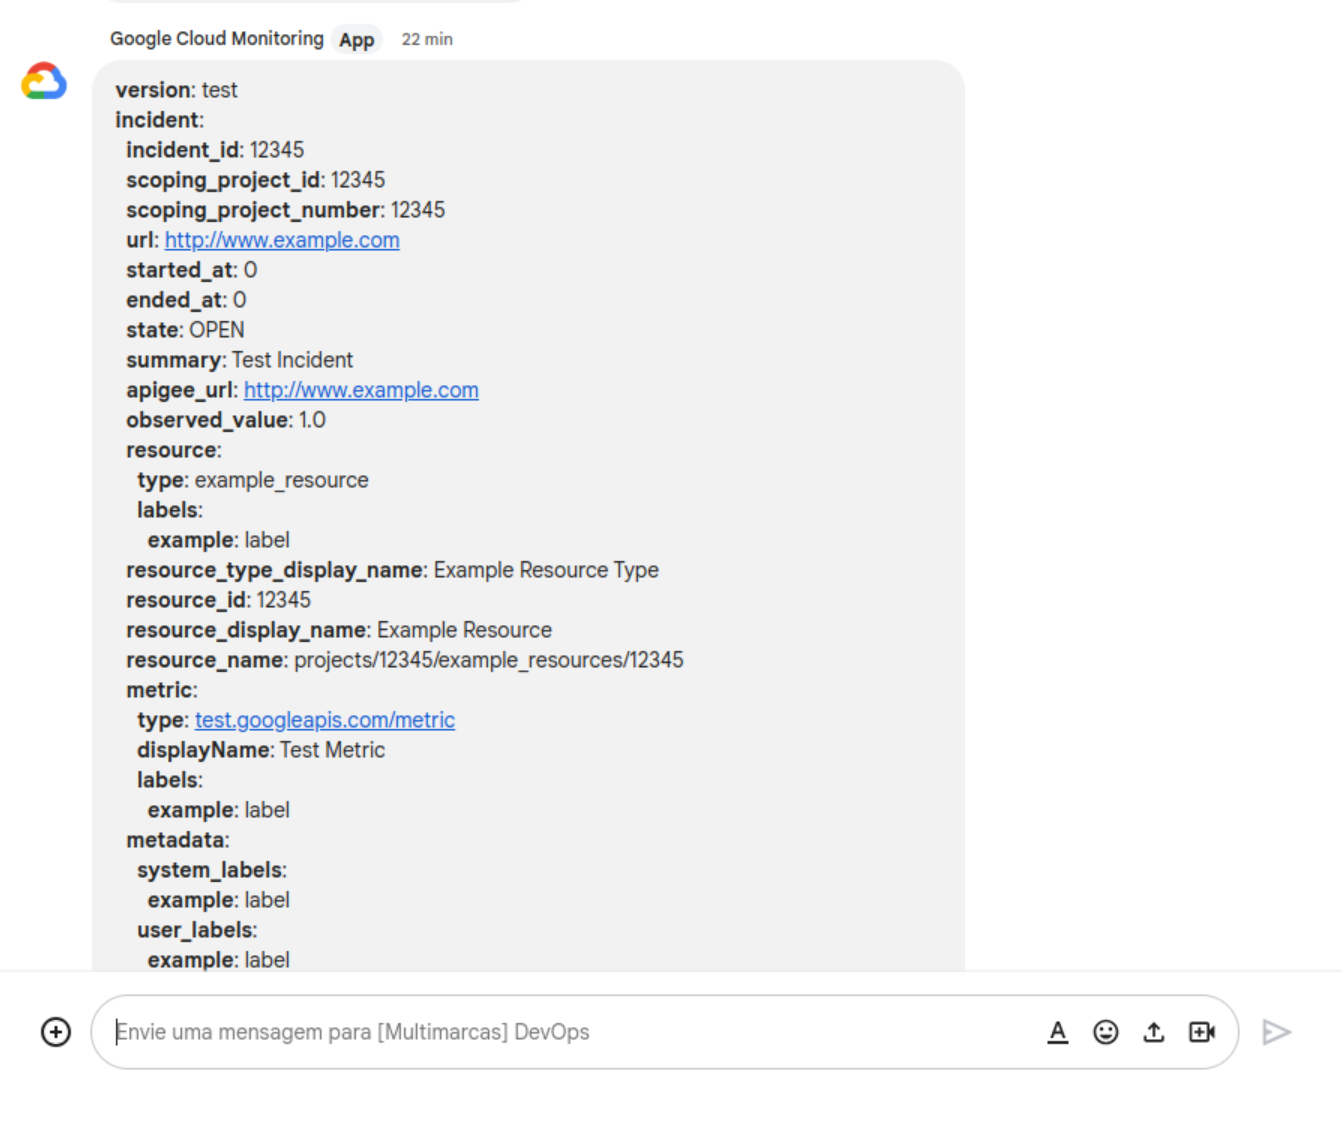 Google Cloud Monitoring App 22 min
version: test
incident:
incident_id: 12345
scoping_project_id: 12345
scoping_project_number: 12345
url: http://www.example.com
started_at: 0
ended_at: 0
state: OPEN
summary: Test Incident
apigee_url: http://www.example.com
observed_value: 1.0
resource:
type: example_resource
labels:
example: label
resource_type_display_name: Example Resource Type
resource_id: 12345
resource_display_name: Example Resource
resource_name: projects/12345/example_resources/12345
metric:
type: test.googleapis.com/metric
displayName: Test Metric
labels:
example: label
metadata:
system_labels:
example: label
user_labels:
example: label
Envie uma mensagem para [Multimarcas] DevOps